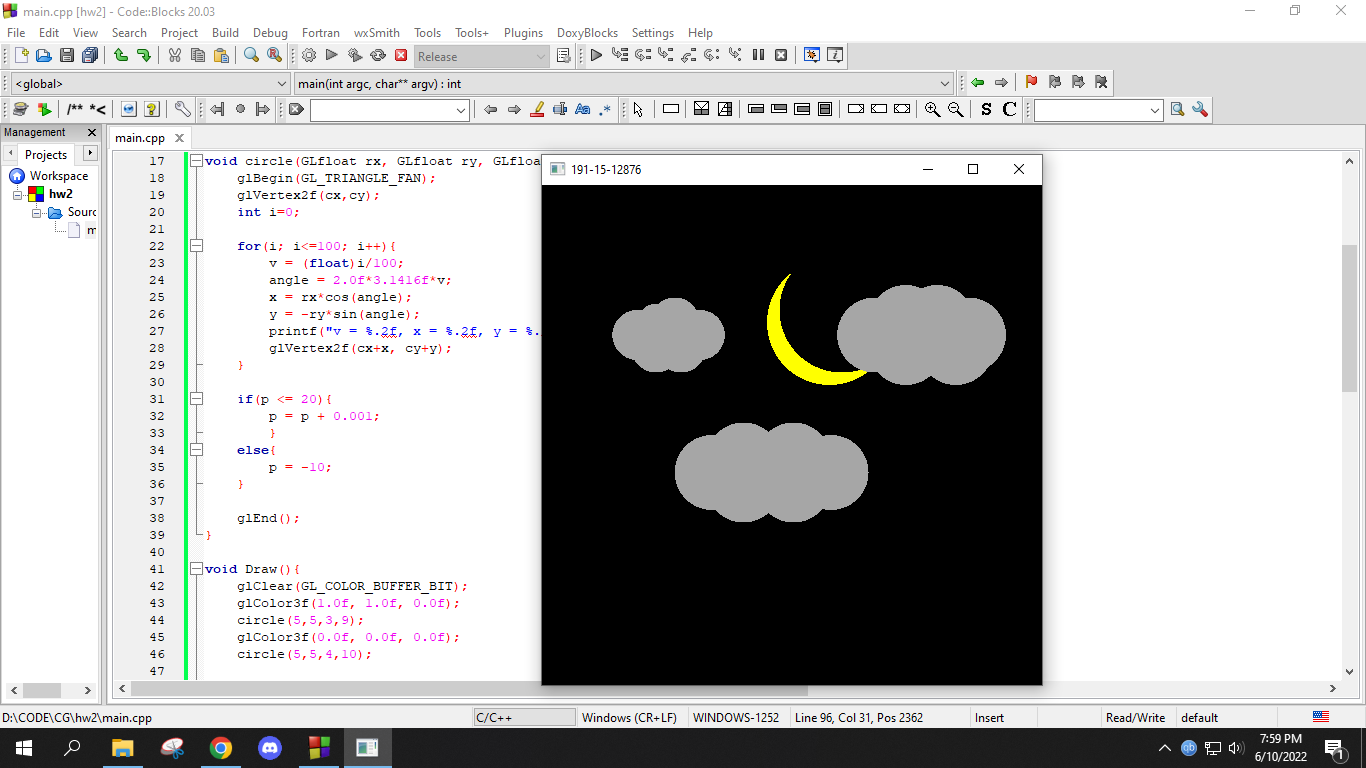 main.cpp [hw2] - Code::Blocks 20.03
File Edit View Search Project Build Debug Fortran wxSmith Tools Tools+ Plugins DoxyBlocks Settings Help
Release
<global> main(int argc, char** argv) : int
/** *< Aa .* S C
Management
Projects
main.cpp
Workspace
hw2
Sourc
m
17 void circle(GLfloat rx, GLfloat ry, GLfloa
18 glBegin(GL_TRIANGLE_FAN);
19 glVertex2f(cx,cy);
20 int i=0;
21
22 for(i; i<=100; i++){
23 v = (float)i/100;
24 angle = 2.0f*3.1416f*v;
25 x = rx*cos(angle);
26 y = -ry*sin(angle);
27 printf("v = %.2f, x = %.2f, y = %.
28 glVertex2f(cx+x, cy+y);
29 }
30
31 if(p <= 20){
32 p = p + 0.001;
33 }
34 else{
35 p = -10;
36 }
37
38 glEnd();
39 }
40
41 void Draw(){
42 glClear(GL_COLOR_BUFFER_BIT);
43 glColor3f(1.0f, 1.0f, 0.0f);
44 circle(5,5,3,9);
45 glColor3f(0.0f, 0.0f, 0.0f);
46 circle(5,5,4,10);
47
191-15-12876
D:\CODE\CG\hw2\main.cpp C/C++ Windows (CR+LF) WINDOWS-1252 Line 96, Col 31, Pos 2362 Insert Read/Write default
qb
7:59 PM
6/10/2022
1